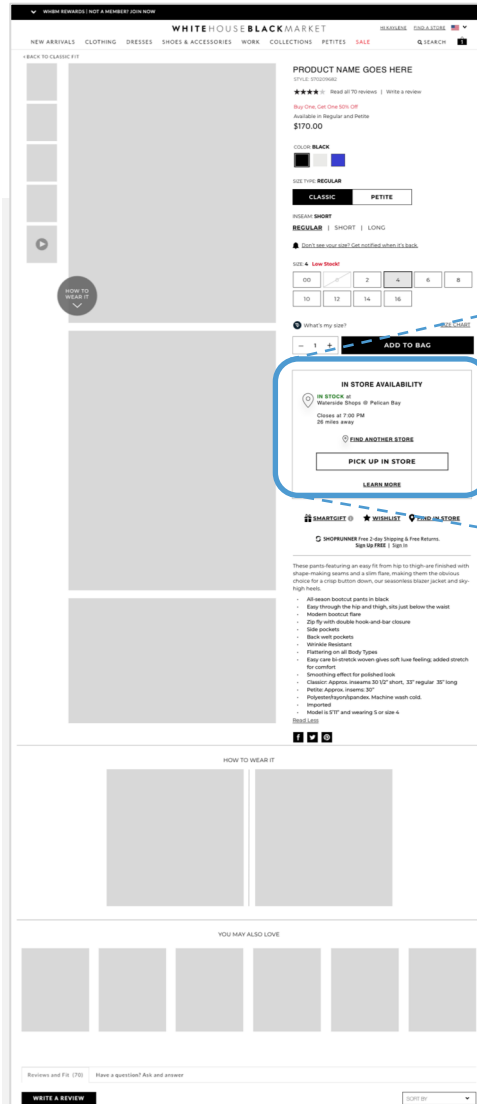 WHBM REWARDS | NOT A MEMBER? JOIN NOW
WHITEHOUSEBLACKMARKET
FIND A STORE
NEW ARRIVALS CLOTHING DRESSES SHOES & ACCESSORIES WORK COLLECTIONS PETITES SALE SEARCH 1
< BACK TO CLASSIC FIT
PRODUCT NAME GOES HERE
Read all 70 reviews | Write a review
Buy One, Get One 50% Off
Available in Regular and Petite
$170.00
COLOR: BLACK
SIZE TYPE: REGULAR
CLASSIC PETITE
INSEAM: SHORT
REGULAR | SHORT | LONG
Don't see your size? Get notified when it's back.
SIZE: 4 Low Stock!
00 0 2 4 6 8
10 12 14 16
What's my size? SIZE CHART
− 1 + ADD TO BAG
IN STORE AVAILABILITY
IN STOCK at
Waterside Shops @ Pelican Bay
Closes at 7:00 PM
26 miles away
FIND ANOTHER STORE
PICK UP IN STORE
LEARN MORE
SMARTGIFT WISHLIST FIND IN STORE
SHOPRUNNER Free 2-day Shipping & Free Returns.
Sign Up FREE | Sign In
HOW TO
WEAR IT
These pants-featuring an easy fit from hip to thigh-are finished with
shape-making seams and a slim flare, making them the obvious
choice for a crisp button down, our seasonless blazer jacket and sky-
high heels.
• All-season bootcut pants in black
• Easy through the hip and thigh, sits just below the waist
• Modern bootcut flare
• Zip fly with double hook-and-bar closure
• Side pockets
• Back welt pockets
• Wrinkle Resistant
• Flattering on all Body Types
• Easy care bi-stretck woven gives soft luxe feeling; added stretch
for comfort
• Smoothing effect for polished look
• Classic: Approx. inseams 30 1/2" short, 33" regular 35" long
• Petite: Approx. insems: 30"
• Polyester/rayon/spandex. Machine wash cold.
• Imported
• Model is 5'11" and wearing S or size 4
Read Less
HOW TO WEAR IT
YOU MAY ALSO LOVE
Reviews and Fit (70) Have a question? Ask and answer
WRITE A REVIEW SORT BY